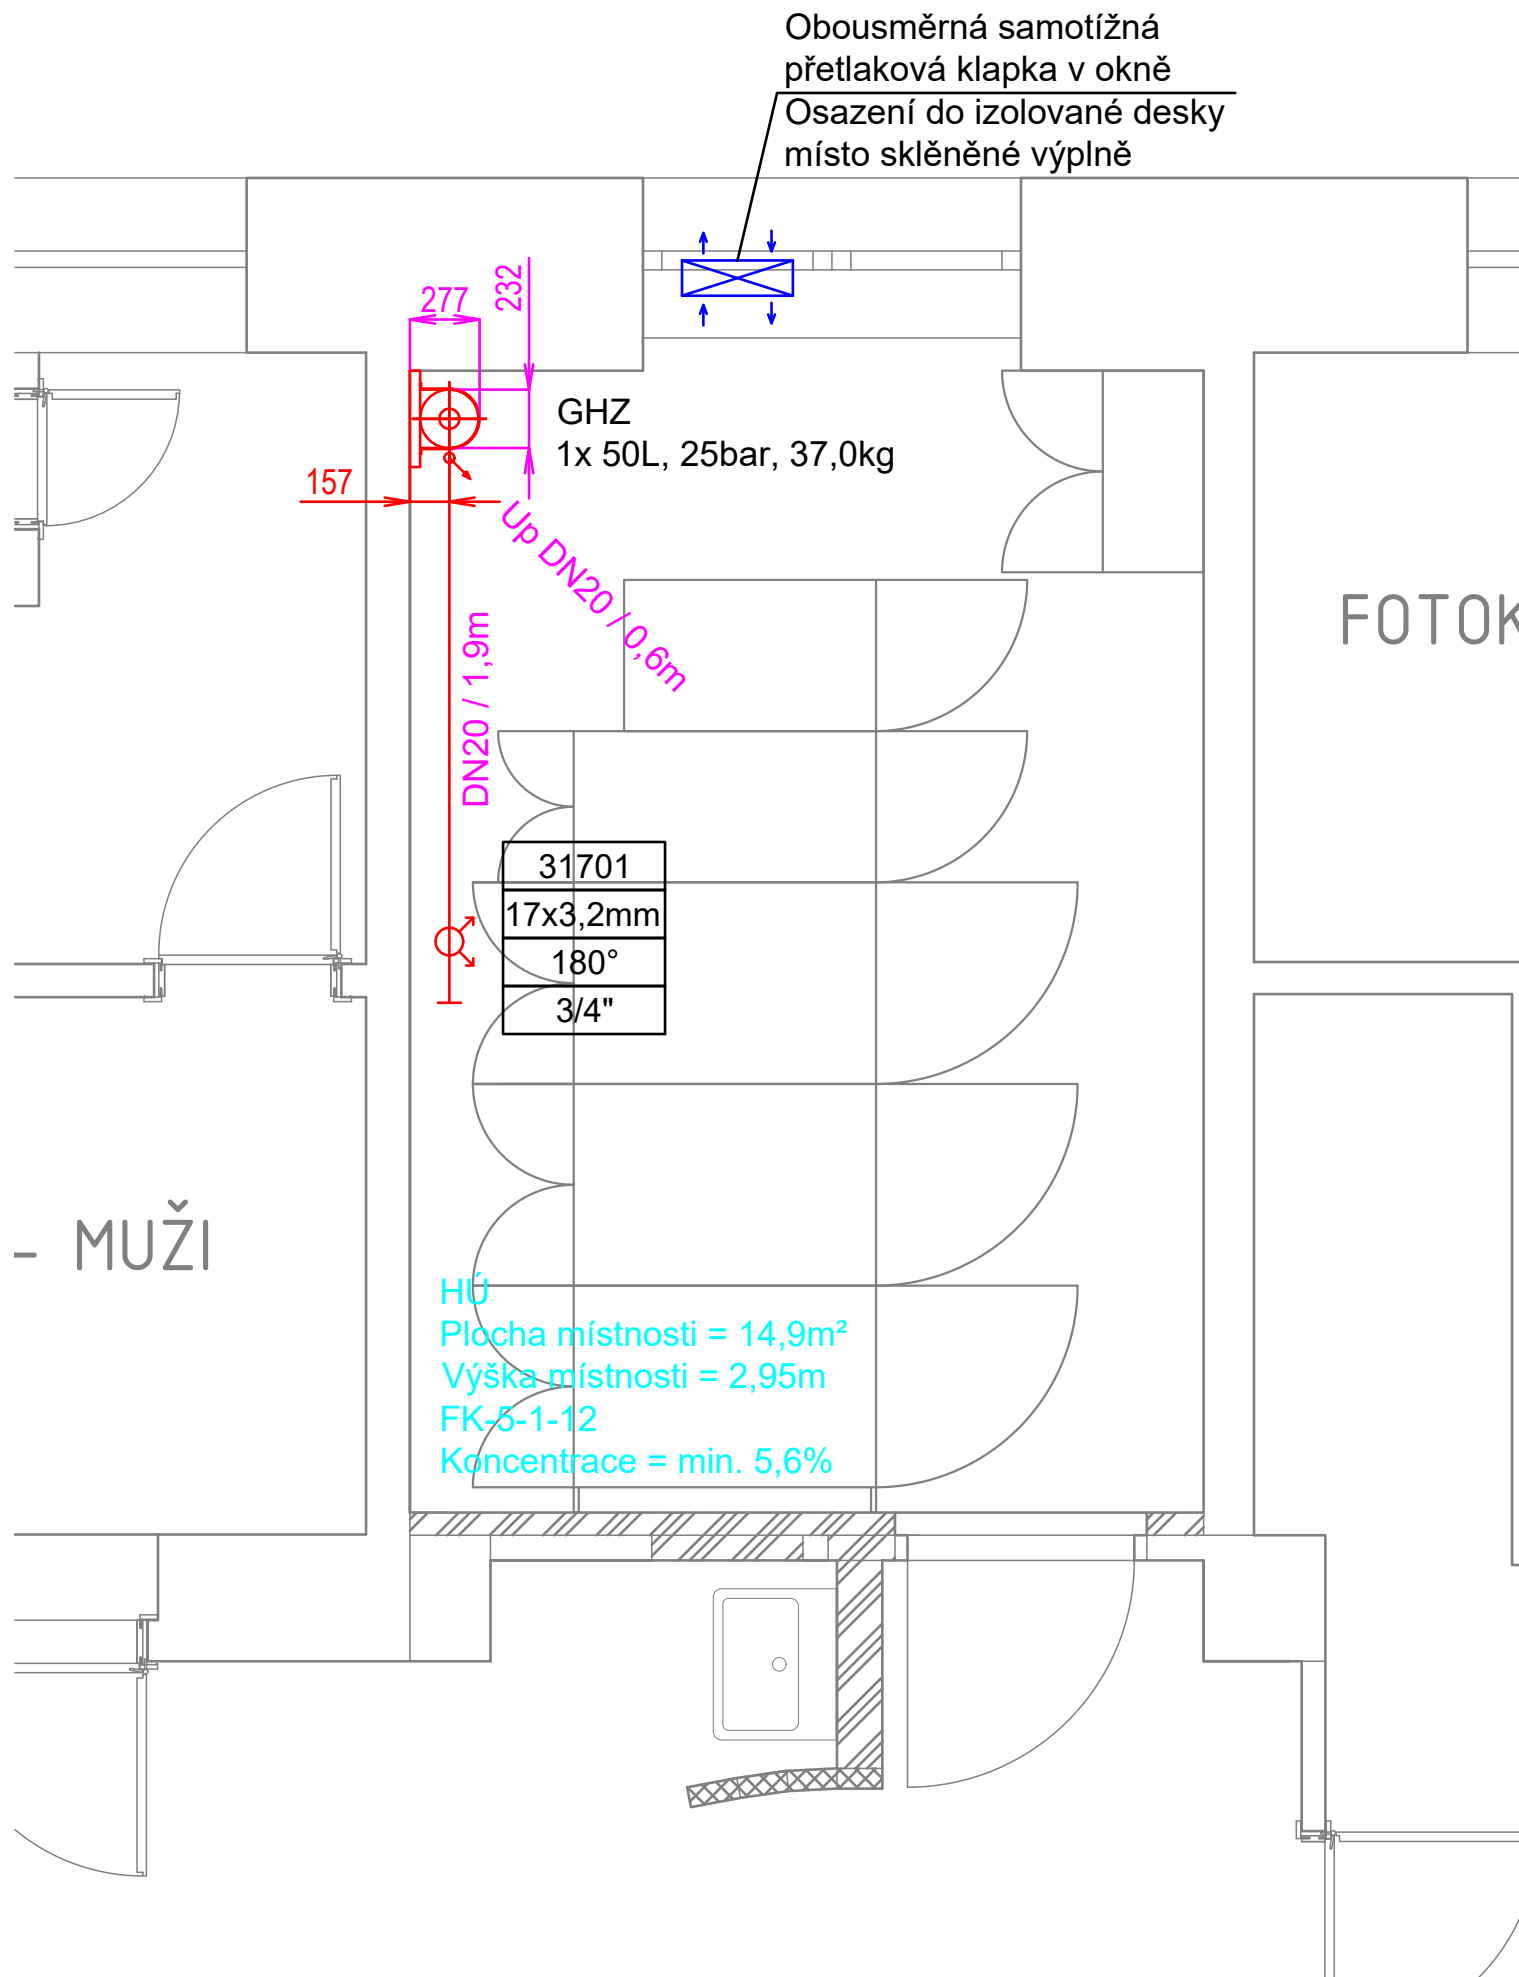 Obousměrná samotížná
přetlaková klapka v okně
Osazení do izolované desky
místo skleněné výplně
277
232
GHZ
1x 50L, 25bar, 37,0kg
157
Up DN20 / 0,6m
DN20 / 1,9m
FOTOK
31701
17x3,2mm
180°
3/4"
- MUŽI
HÚ
Plocha místnosti = 14,9m²
Výška místnosti = 2,95m
FK-5-1-12
Koncentrace = min. 5,6%